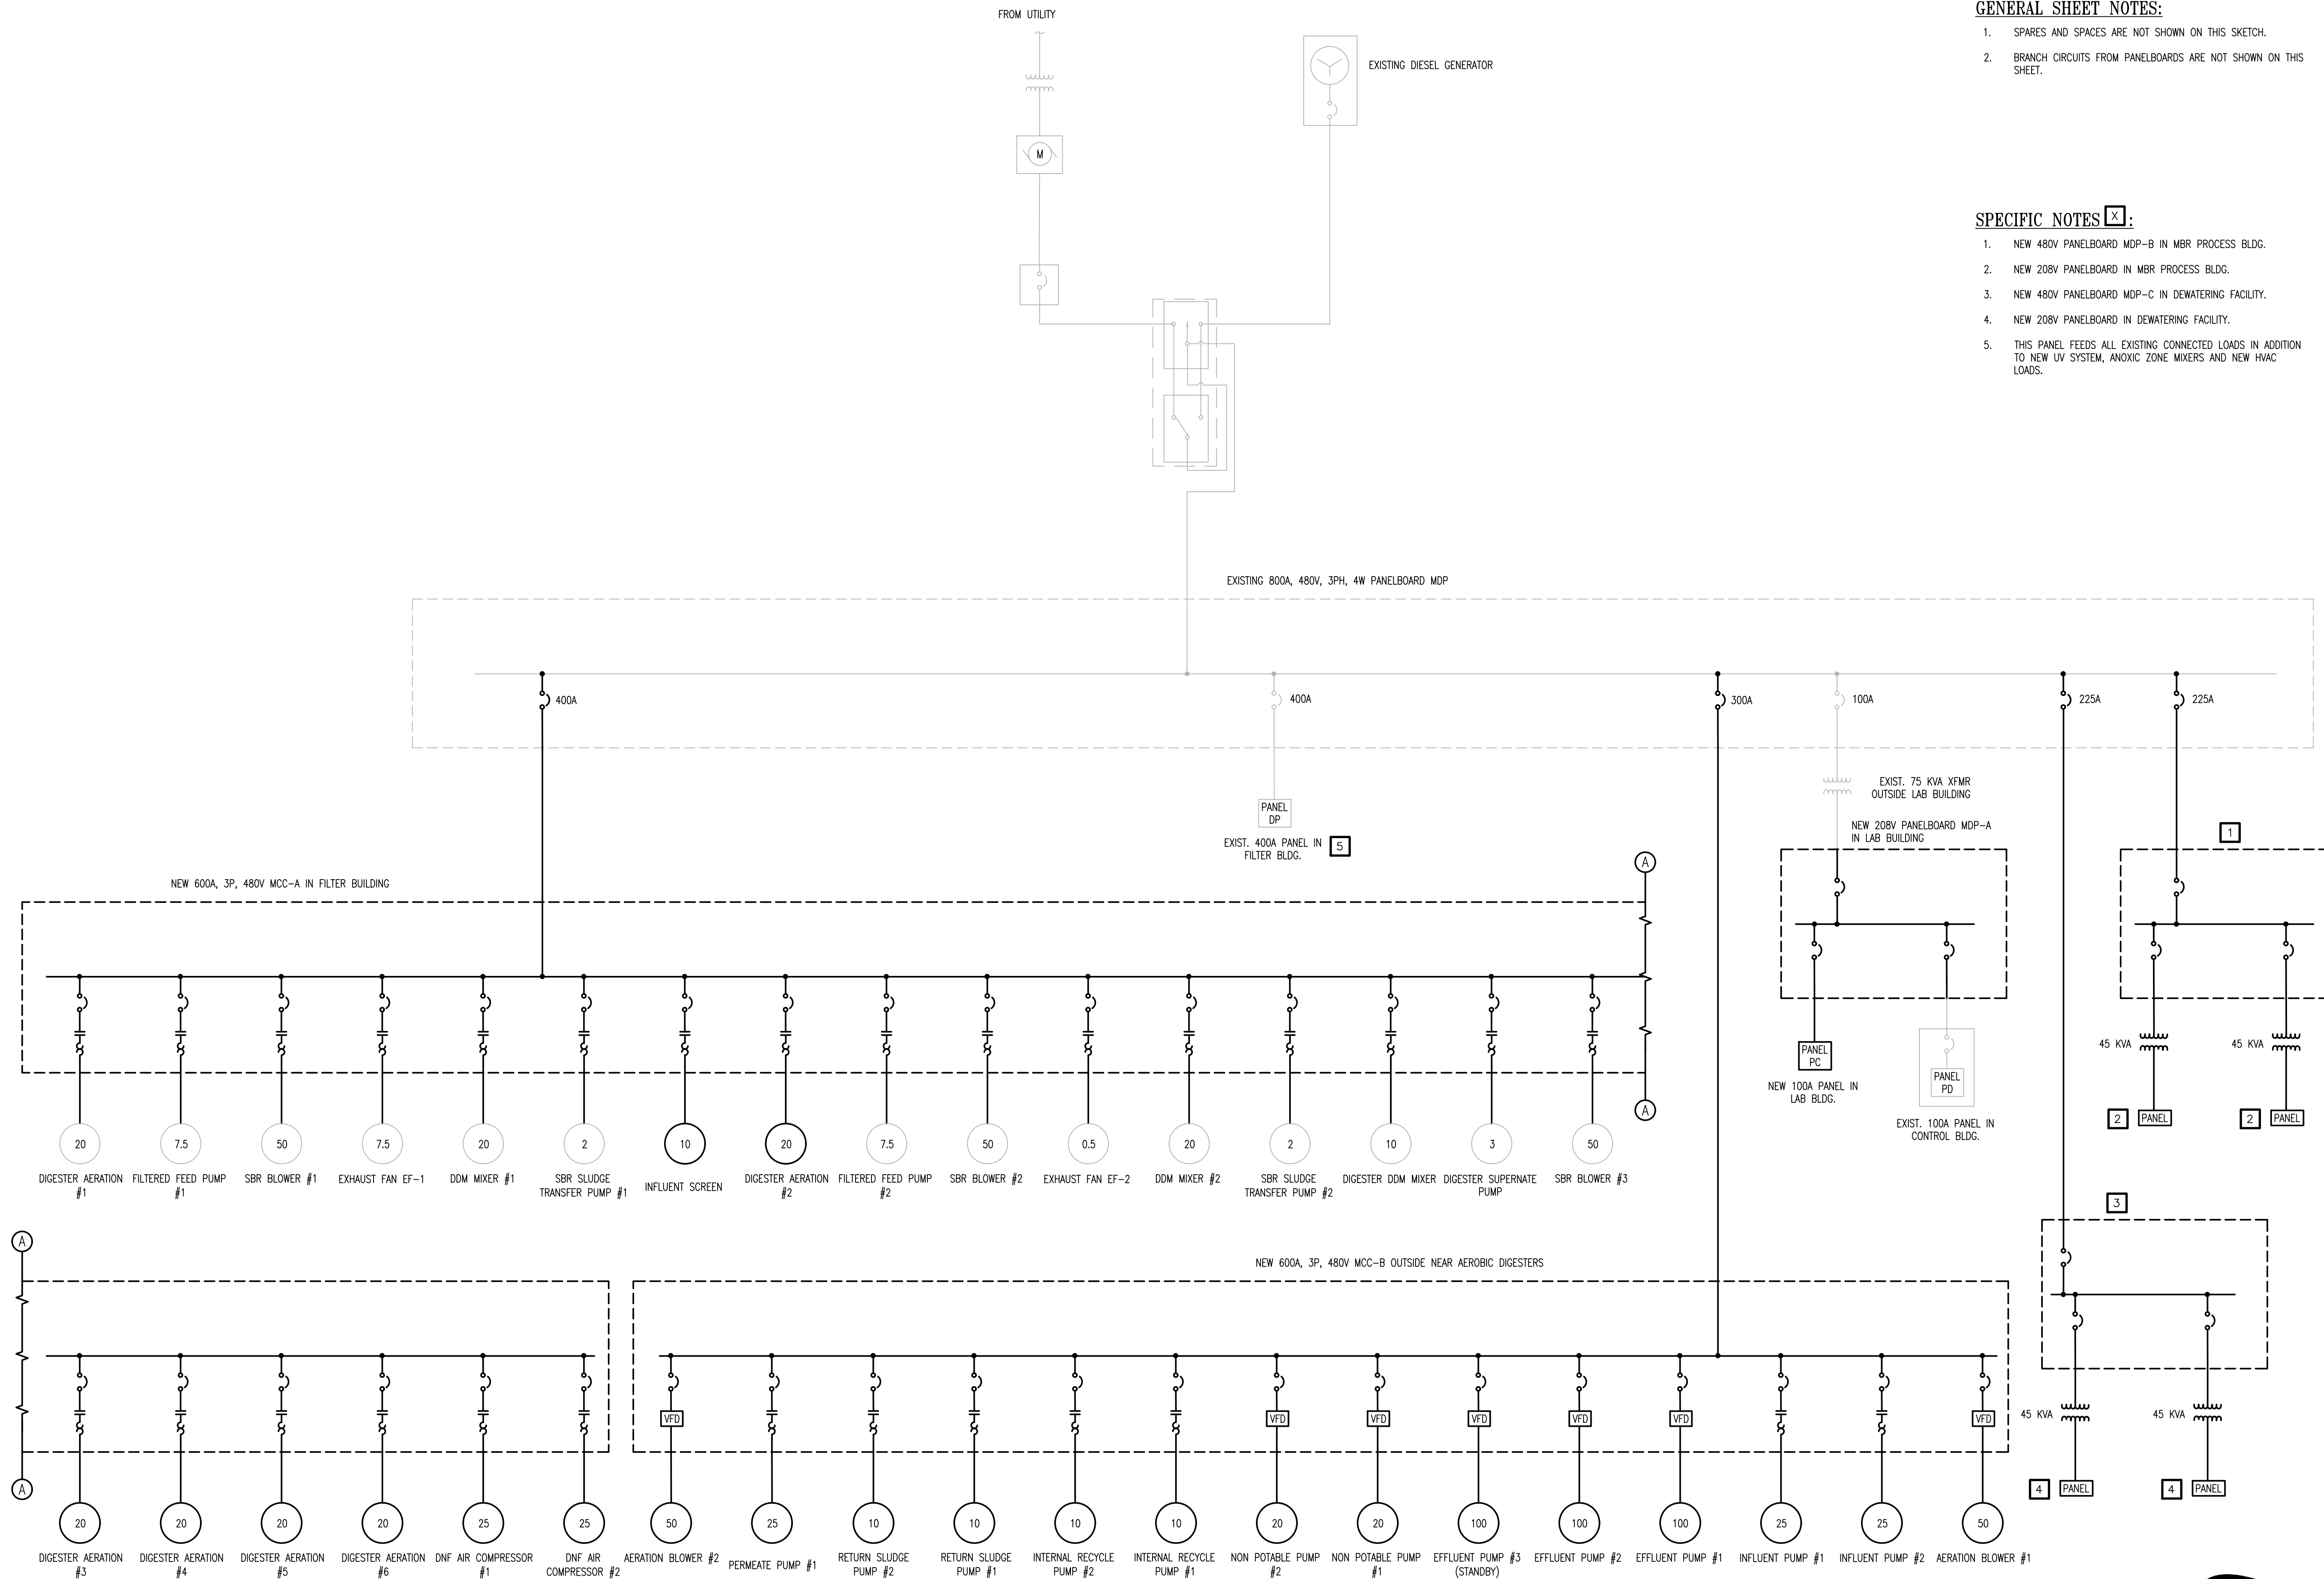 FROM UTILITY
EXISTING DIESEL GENERATOR
M
GENERAL SHEET NOTES:
1. SPARES AND SPACES ARE NOT SHOWN ON THIS SKETCH.
2. BRANCH CIRCUITS FROM PANELBOARDS ARE NOT SHOWN ON THIS
SHEET.
SPECIFIC NOTES X :
1. NEW 480V PANELBOARD MDP-B IN MBR PROCESS BLDG.
2. NEW 208V PANELBOARD IN MBR PROCESS BLDG.
3. NEW 480V PANELBOARD MDP-C IN DEWATERING FACILITY.
4. NEW 208V PANELBOARD IN DEWATERING FACILITY.
5. THIS PANEL FEEDS ALL EXISTING CONNECTED LOADS IN ADDITION
TO NEW UV SYSTEM, ANOXIC ZONE MIXERS AND NEW HVAC
LOADS.
EXISTING 800A, 480V, 3PH, 4W PANELBOARD MDP
400A
400A
300A
100A
225A
225A
PANEL
DP
EXIST. 400A PANEL IN
FILTER BLDG.
5
EXIST. 75 KVA XFMR
OUTSIDE LAB BUILDING
NEW 208V PANELBOARD MDP-A
IN LAB BUILDING
1
PANEL
PC
NEW 100A PANEL IN
LAB BLDG.
PANEL
PD
EXIST. 100A PANEL IN
CONTROL BLDG.
45 KVA
45 KVA
2
PANEL
2
PANEL
NEW 600A, 3P, 480V MCC-A IN FILTER BUILDING
A
A
20
DIGESTER AERATION
#1
7.5
FILTERED FEED PUMP
#1
50
SBR BLOWER #1
7.5
EXHAUST FAN EF-1
20
DDM MIXER #1
2
SBR SLUDGE
TRANSFER PUMP #1
10
INFLUENT SCREEN
20
DIGESTER AERATION
#2
7.5
FILTERED FEED PUMP
#2
50
SBR BLOWER #2
0.5
EXHAUST FAN EF-2
20
DDM MIXER #2
2
SBR SLUDGE
TRANSFER PUMP #2
10
DIGESTER DDM MIXER
3
DIGESTER SUPERNATE
PUMP
50
SBR BLOWER #3
3
45 KVA
45 KVA
4
PANEL
4
PANEL
A
A
20
DIGESTER AERATION
#3
20
DIGESTER AERATION
#4
20
DIGESTER AERATION
#5
20
DIGESTER AERATION
#6
25
DNF AIR COMPRESSOR
#1
25
DNF AIR
COMPRESSOR #2
NEW 600A, 3P, 480V MCC-B OUTSIDE NEAR AEROBIC DIGESTERS
VFD
50
AERATION BLOWER #2
25
PERMEATE PUMP #1
10
RETURN SLUDGE
PUMP #2
10
RETURN SLUDGE
PUMP #1
10
INTERNAL RECYCLE
PUMP #2
10
INTERNAL RECYCLE
PUMP #1
VFD
20
NON POTABLE PUMP
#2
VFD
20
NON POTABLE PUMP
#1
VFD
100
EFFLUENT PUMP #3
(STANDBY)
VFD
100
EFFLUENT PUMP #2
VFD
100
EFFLUENT PUMP #1
25
INFLUENT PUMP #1
25
INFLUENT PUMP #2
VFD
50
AERATION BLOWER #1